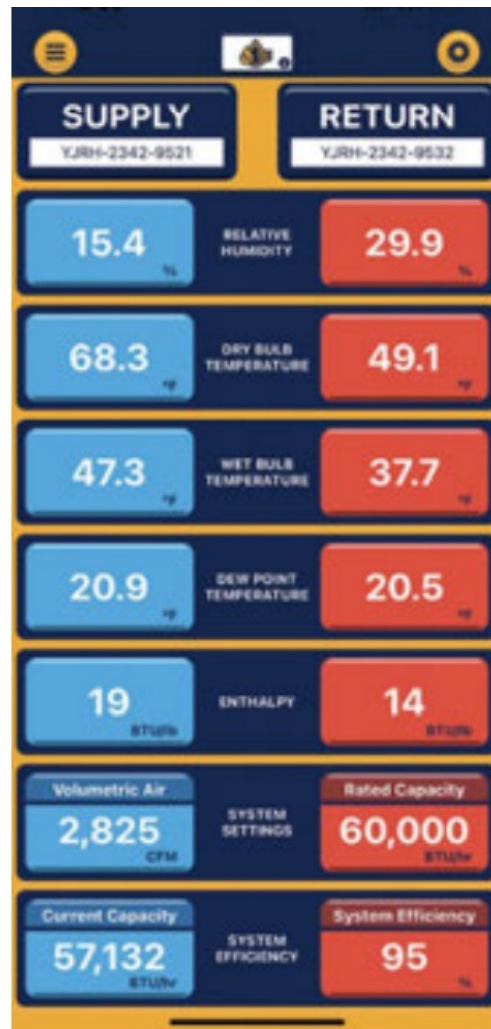 SUPPLY
RETURN
YJRH-2342-9521
YJRH-2342-9532
15.4
%
RELATIVE
HUMIDITY
29.9
%
68.3
°F
DRY BULB
TEMPERATURE
49.1
°F
47.3
°F
WET BULB
TEMPERATURE
37.7
°F
20.9
°F
DEW POINT
TEMPERATURE
20.5
°F
19
BTU/lb
ENTHALPY
14
BTU/lb
Volumetric Air
2,825
CFM
SYSTEM
SETTINGS
Rated Capacity
60,000
BTU/hr
Current Capacity
57,132
BTU/hr
SYSTEM
EFFICIENCY
System Efficiency
95
%